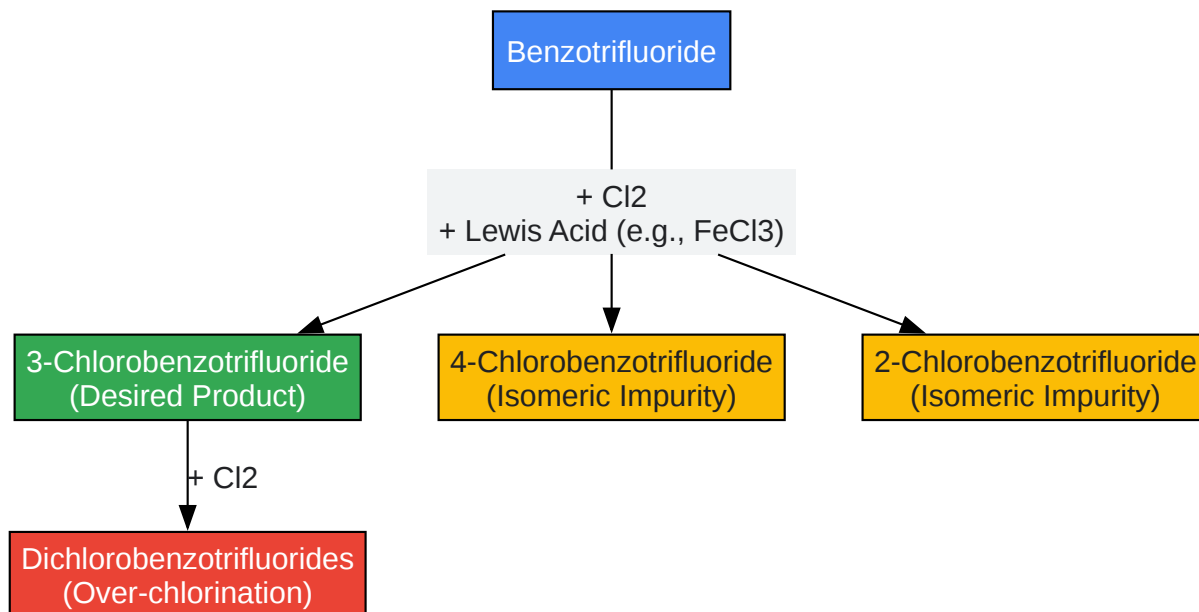 Benzotrifluoride
+ Cl2
+ Lewis Acid (e.g., FeCl3)
3-Chlorobenzotrifluoride
(Desired Product)
4-Chlorobenzotrifluoride
(Isomeric Impurity)
2-Chlorobenzotrifluoride
(Isomeric Impurity)
+ Cl2
Dichlorobenzotrifluorides
(Over-chlorination)